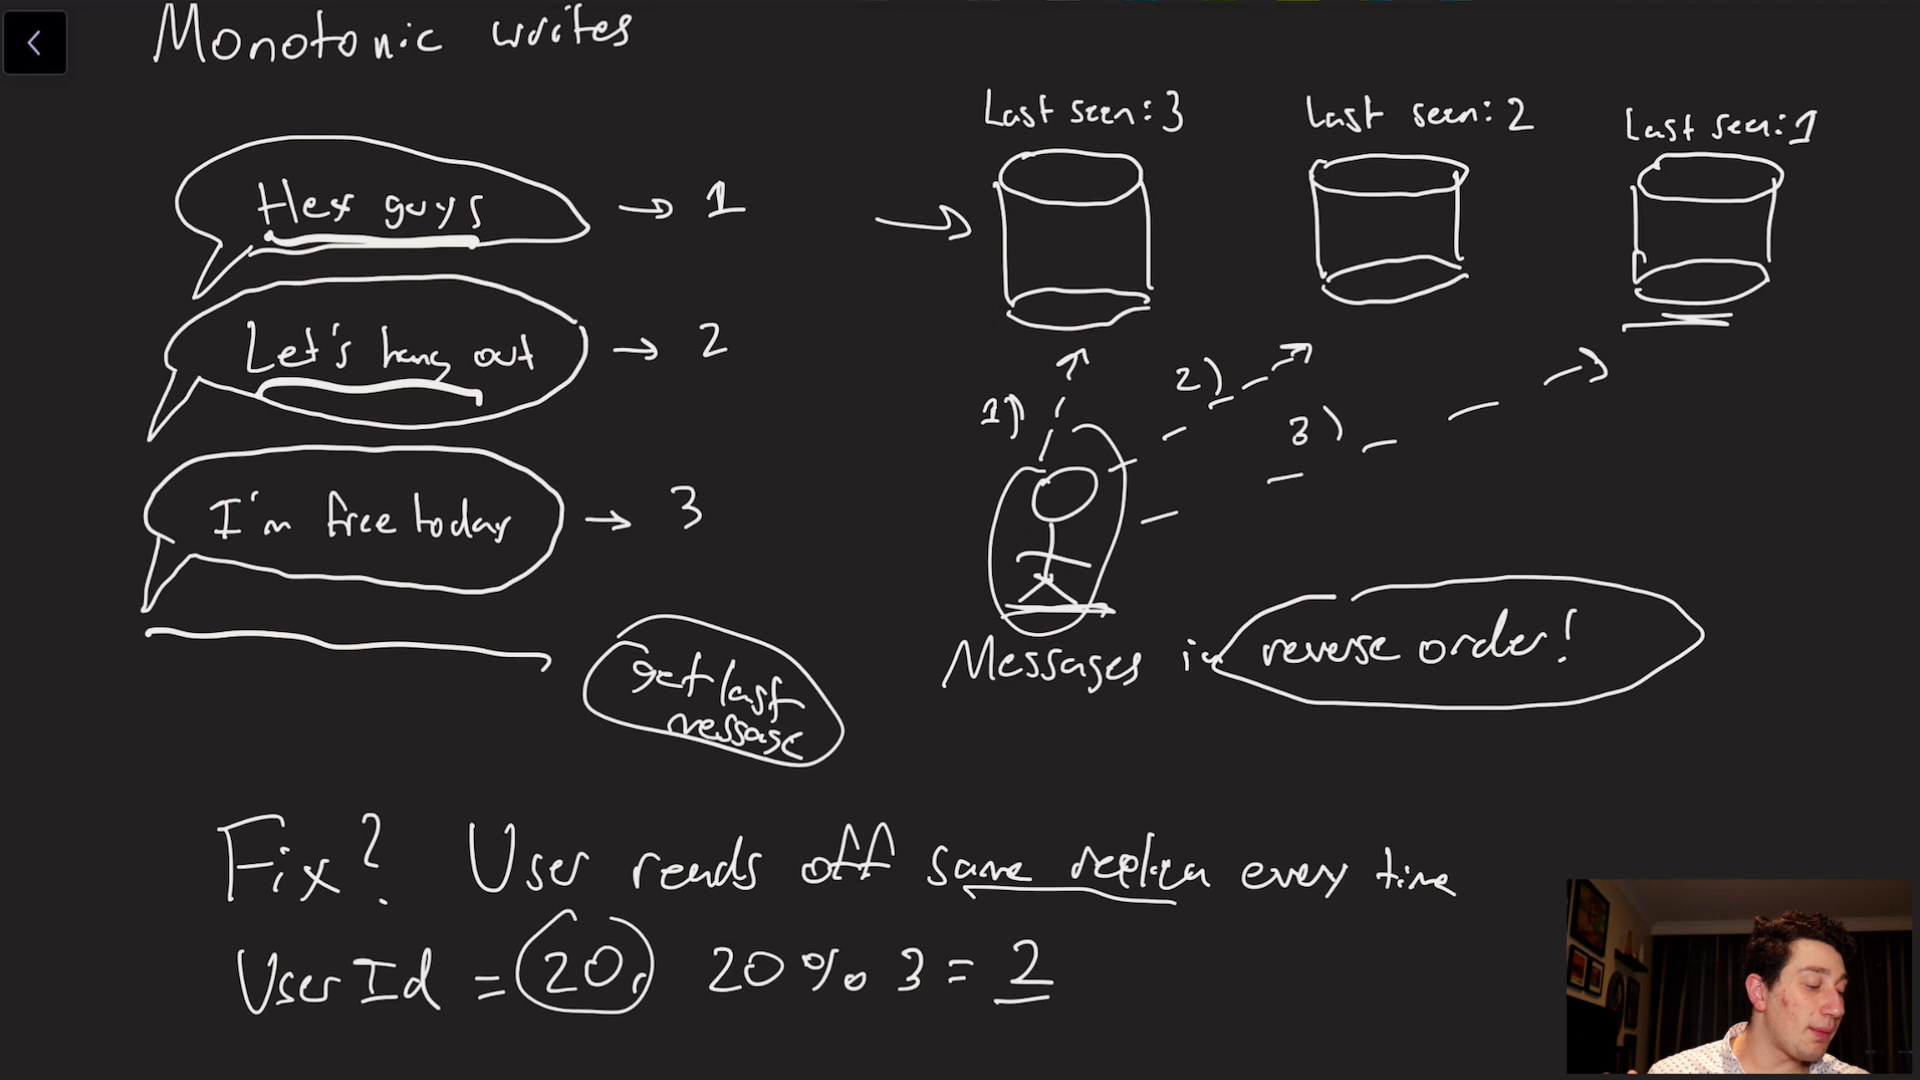 Monotonic writes
Last seen: 3
Last seen: 2
Last seen: 1
Hey guys → 1
Let's hang out → 2
I'm free today → 3
1)
2)
3)
Messages in reverse order!
get last
message
Fix? User reads off same replica every time
User Id = 20, 20 % 3 = 2